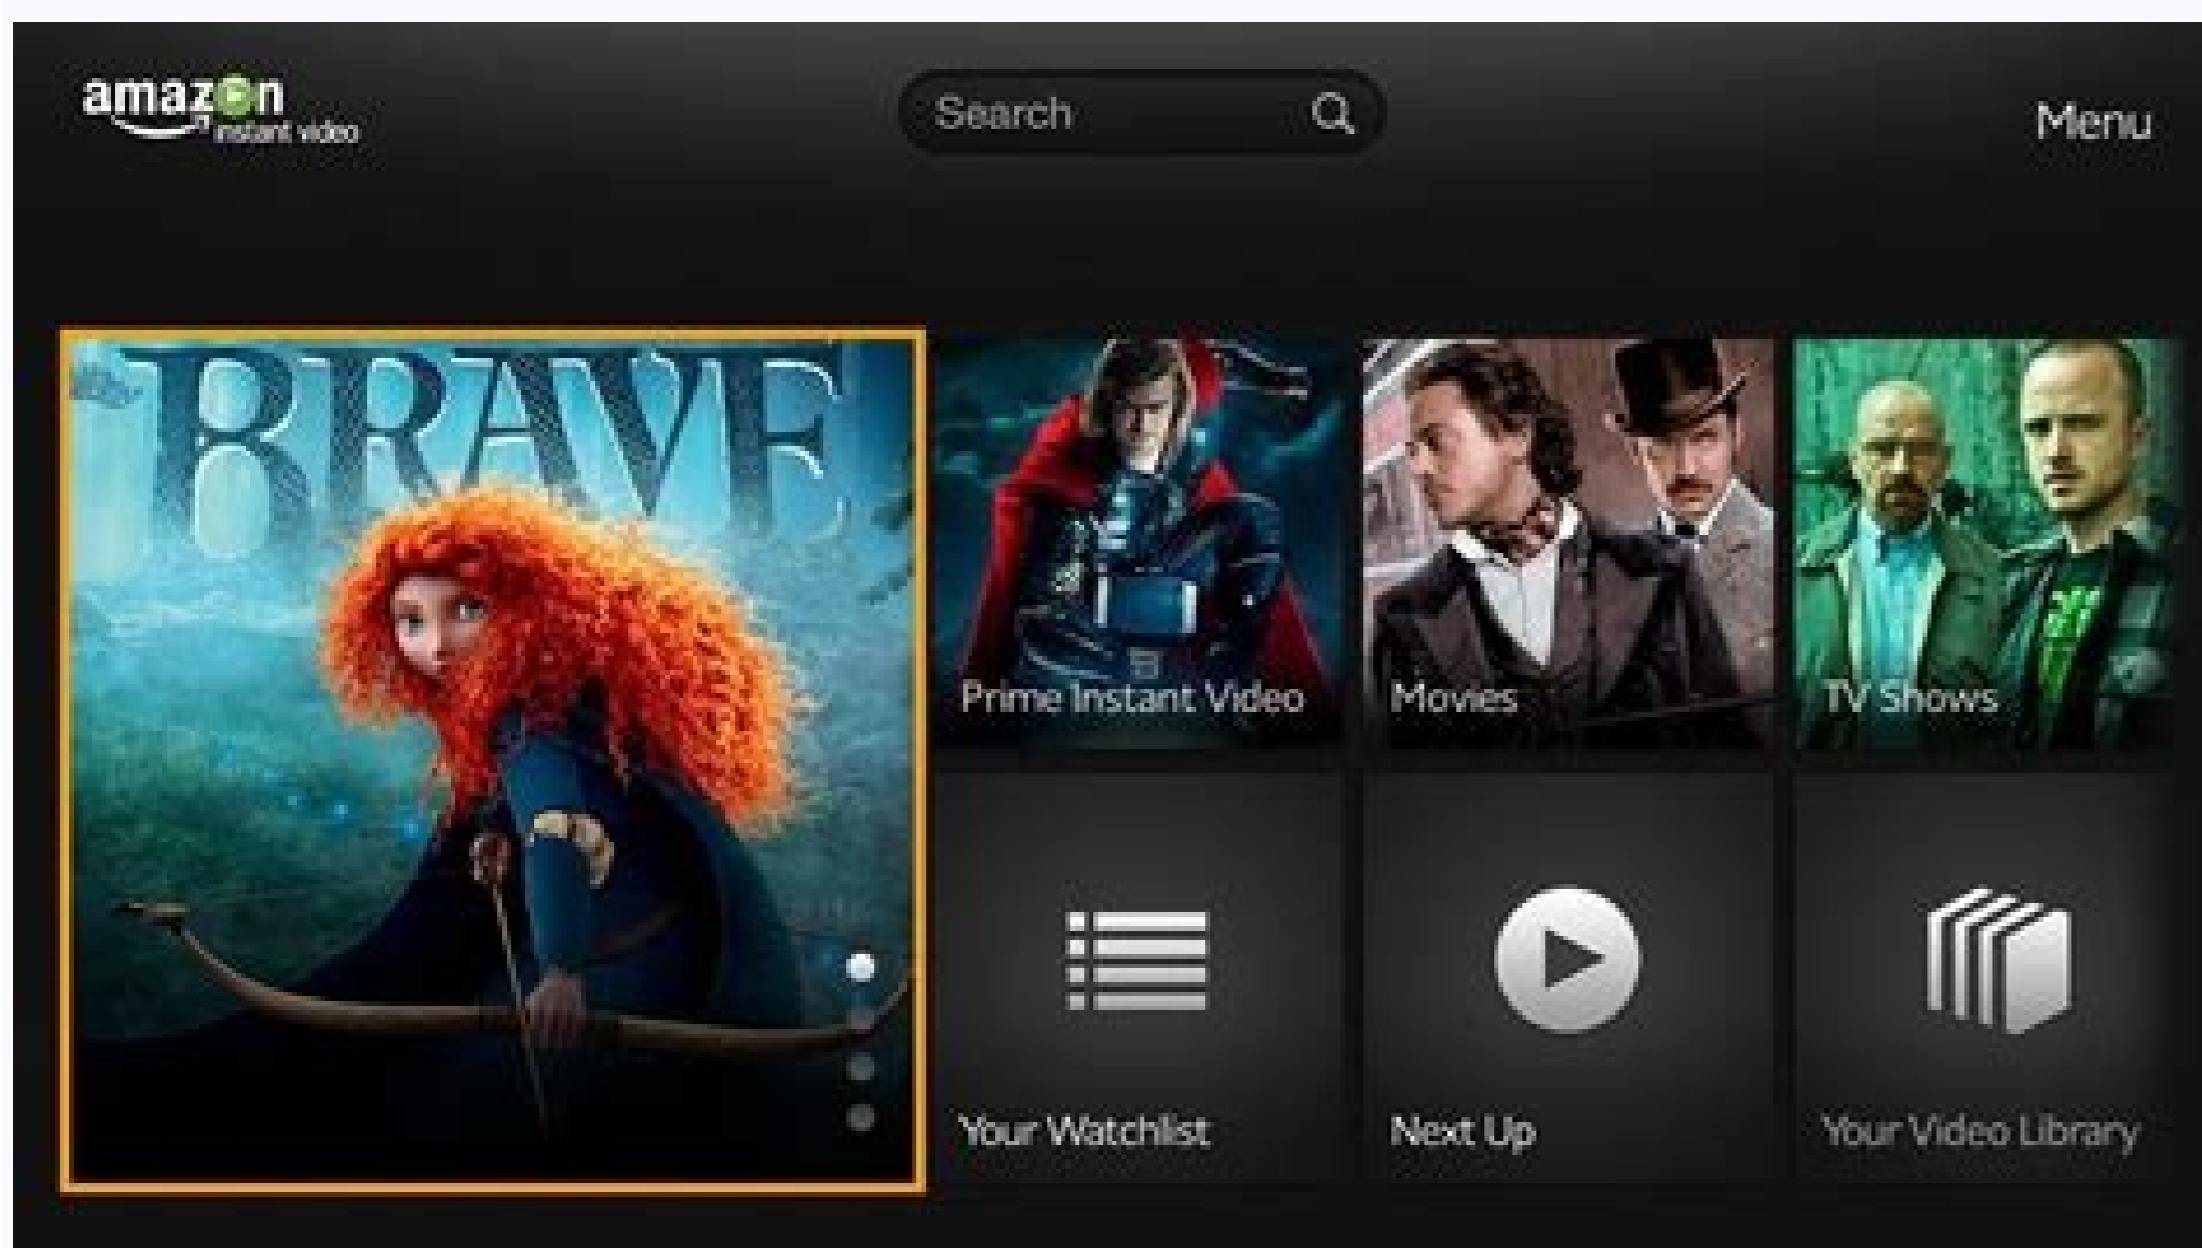 amazon
instant video
Search
Menu
BRAVE
Prime Instant Video
Movies
TV Shows
Your Watchlist
Next Up
Your Video Library